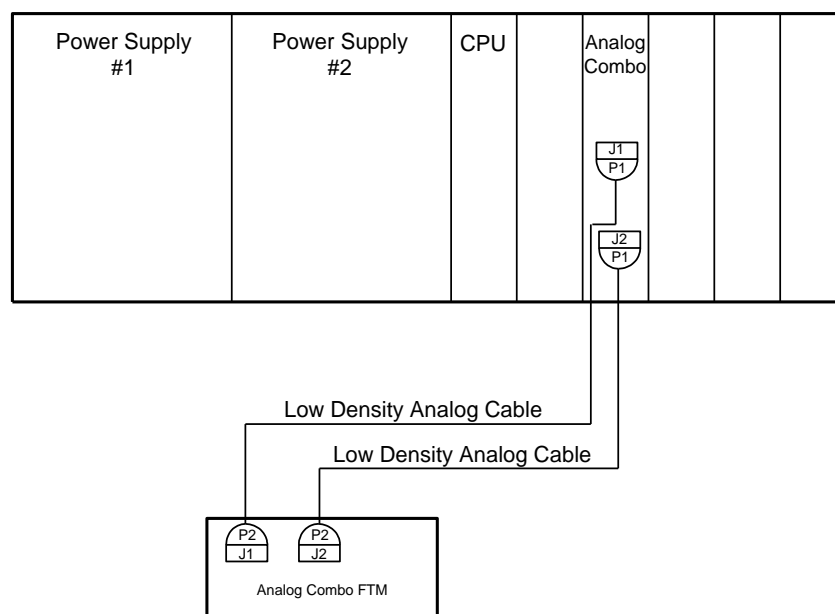 Power Supply
#1
Power Supply
#2
CPU
Analog
Combo
J1
P1
J2
P1
Low Density Analog Cable
Low Density Analog Cable
P2
J1
P2
J2
Analog Combo FTM